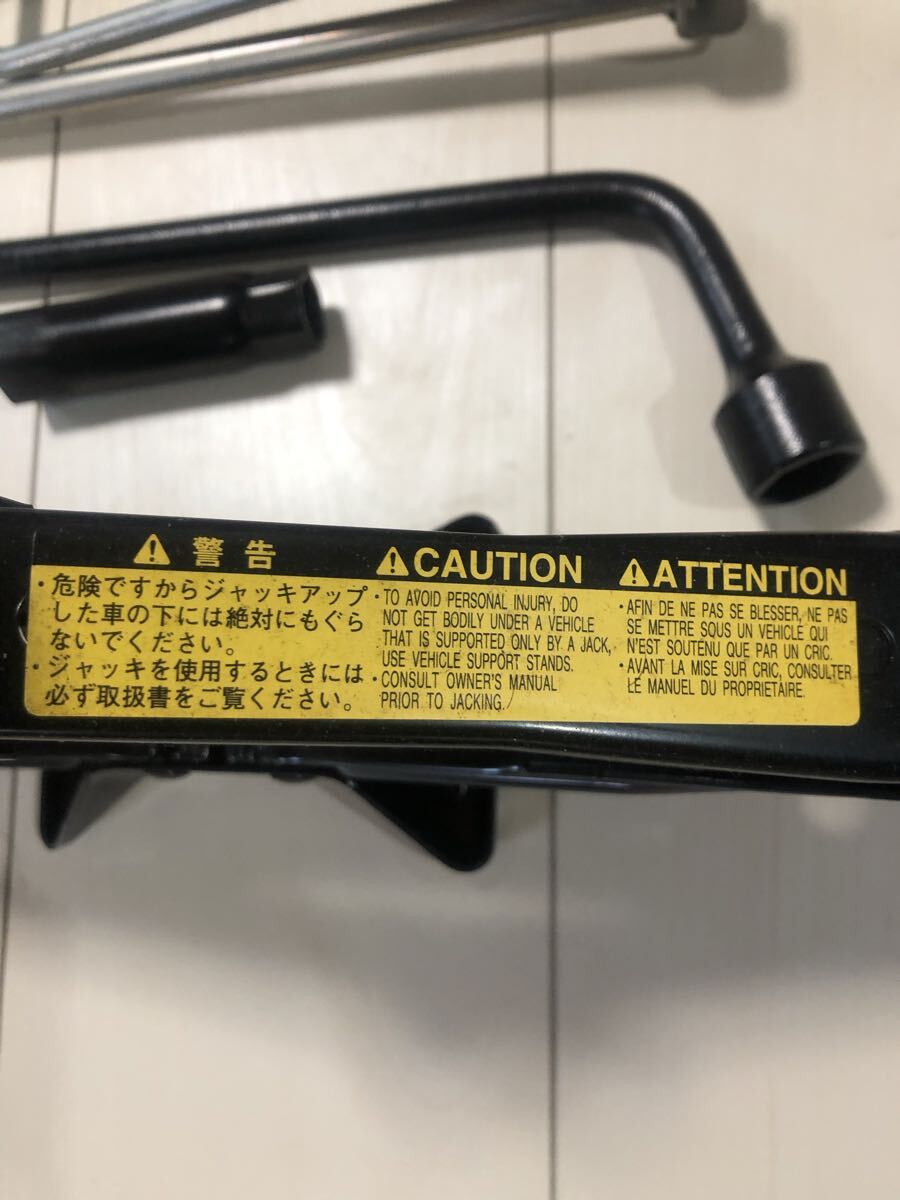 ⚠警告
・危険ですからジャッキアップ
した車の下には絶対にもぐら
ないでください。
・ジャッキを使用するときには
必ず取扱書をご覧ください。
⚠CAUTION
・TO AVOID PERSONAL INJURY, DO
NOT GET BODILY UNDER A VEHICLE
THAT IS SUPPORTED ONLY BY A JACK,
USE VEHICLE SUPPORT STANDS.
・CONSULT OWNER'S MANUAL
PRIOR TO JACKING.
⚠ATTENTION
・AFIN DE NE PAS SE BLESSER, NE PAS
SE METTRE SOUS UN VEHICLE QUI
N'EST SOUTENU QUE PAR UN CRIC.
・AVANT LA MISE SUR CRIC, CONSULTER
LE MANUEL DU PROPRIETAIRE.